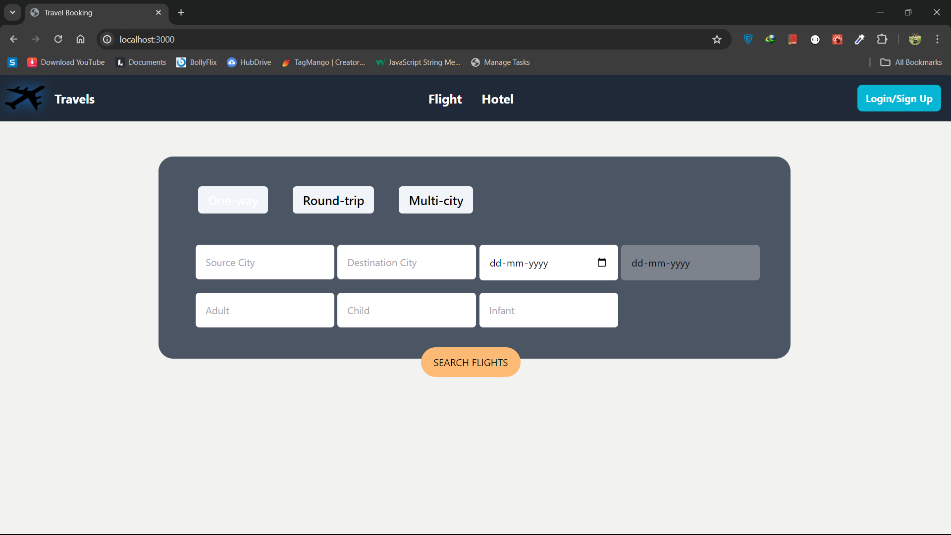 Travel Booking
localhost:3000
Download YouTube
Documents
BollyFlix
HubDrive
TagMango | Creator...
JavaScript String Me...
Manage Tasks
All Bookmarks
Travels
Flight
Hotel
Login/Sign Up
One-way
Round-trip
Multi-city
Source City
Destination City
dd-mm-yyyy
dd-mm-yyyy
Adult
Child
Infant
SEARCH FLIGHTS